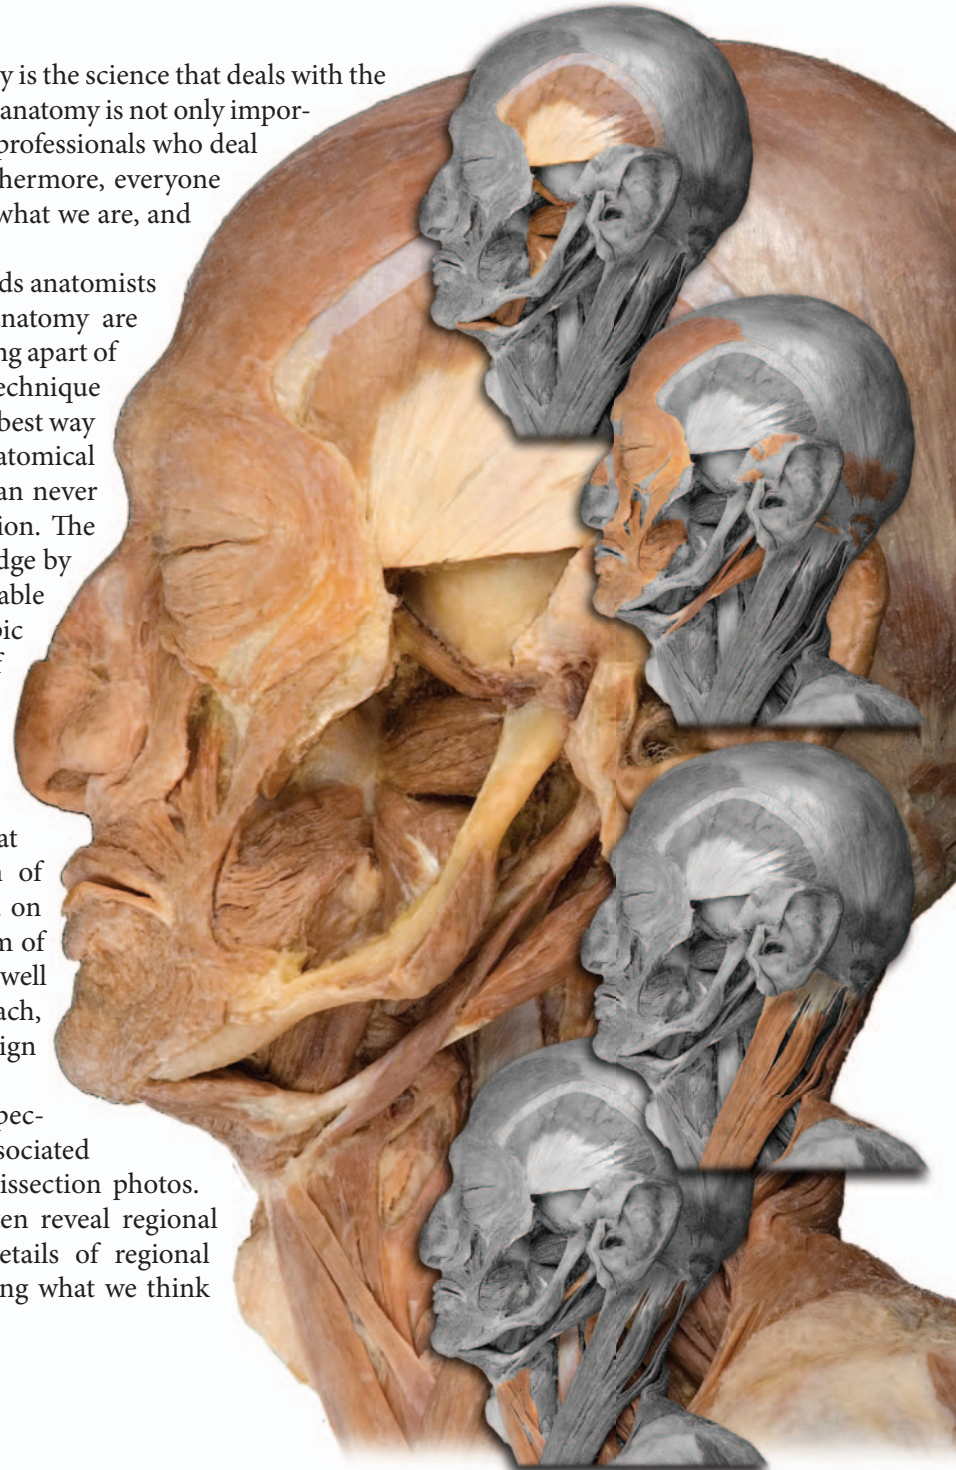 y is the science that deals with the
anatomy is not only impor-
professionals who deal
hermore, everyone
what we are, and
ds anatomists
natomy are
ng apart of
echnique
best way
atomical
an never
ion. The
dge by
able
pic
f
at
n of
on
m of
well
ach,
ign
pec-
sociated
issection photos.
en reveal regional
etails of regional
ng what we think